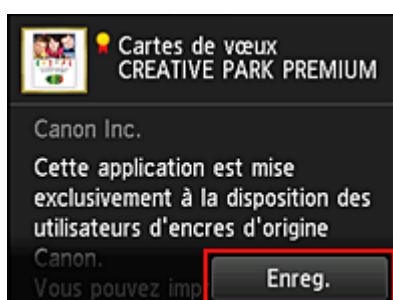 Cartes de vœux
CREATIVE PARK PREMIUM
Canon Inc.
Cette application est mise
exclusivement à la disposition des
utilisateurs d'encres d'origine
Canon.
Vous pouvez
Enreg.